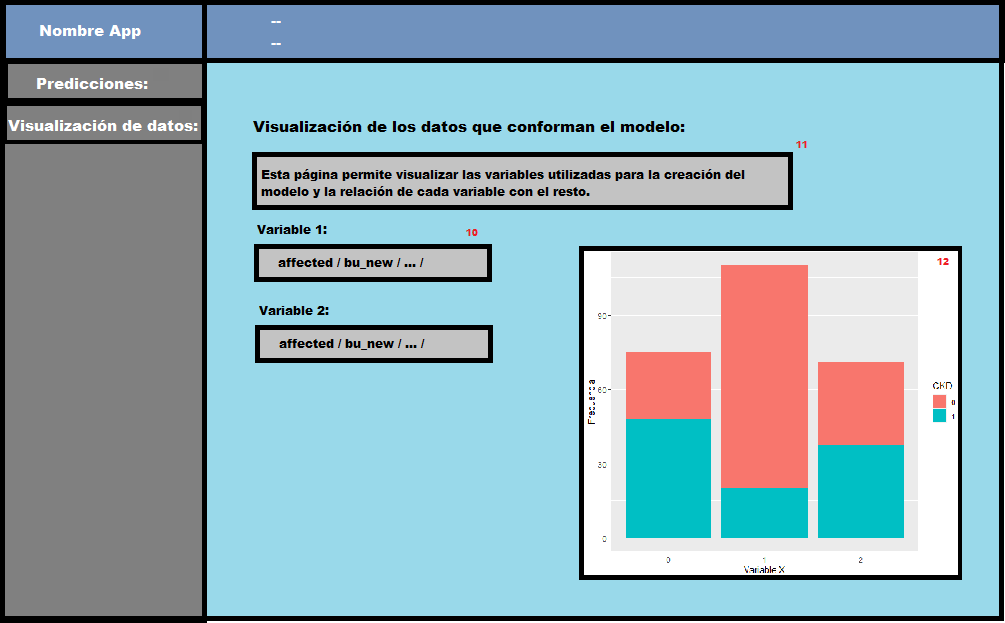 Nombre App
--
--
Predicciones:
Visualización de datos:
Visualización de los datos que conforman el modelo:
11
Esta página permite visualizar las variables utilizadas para la creación del
modelo y la relación de cada variable con el resto.
Variable 1:
10
affected / bu_new / ... /
Variable 2:
affected / bu_new / ... /
12
90
60
30
0
Frequencia
0
1
2
Variable X
CKD
0
1